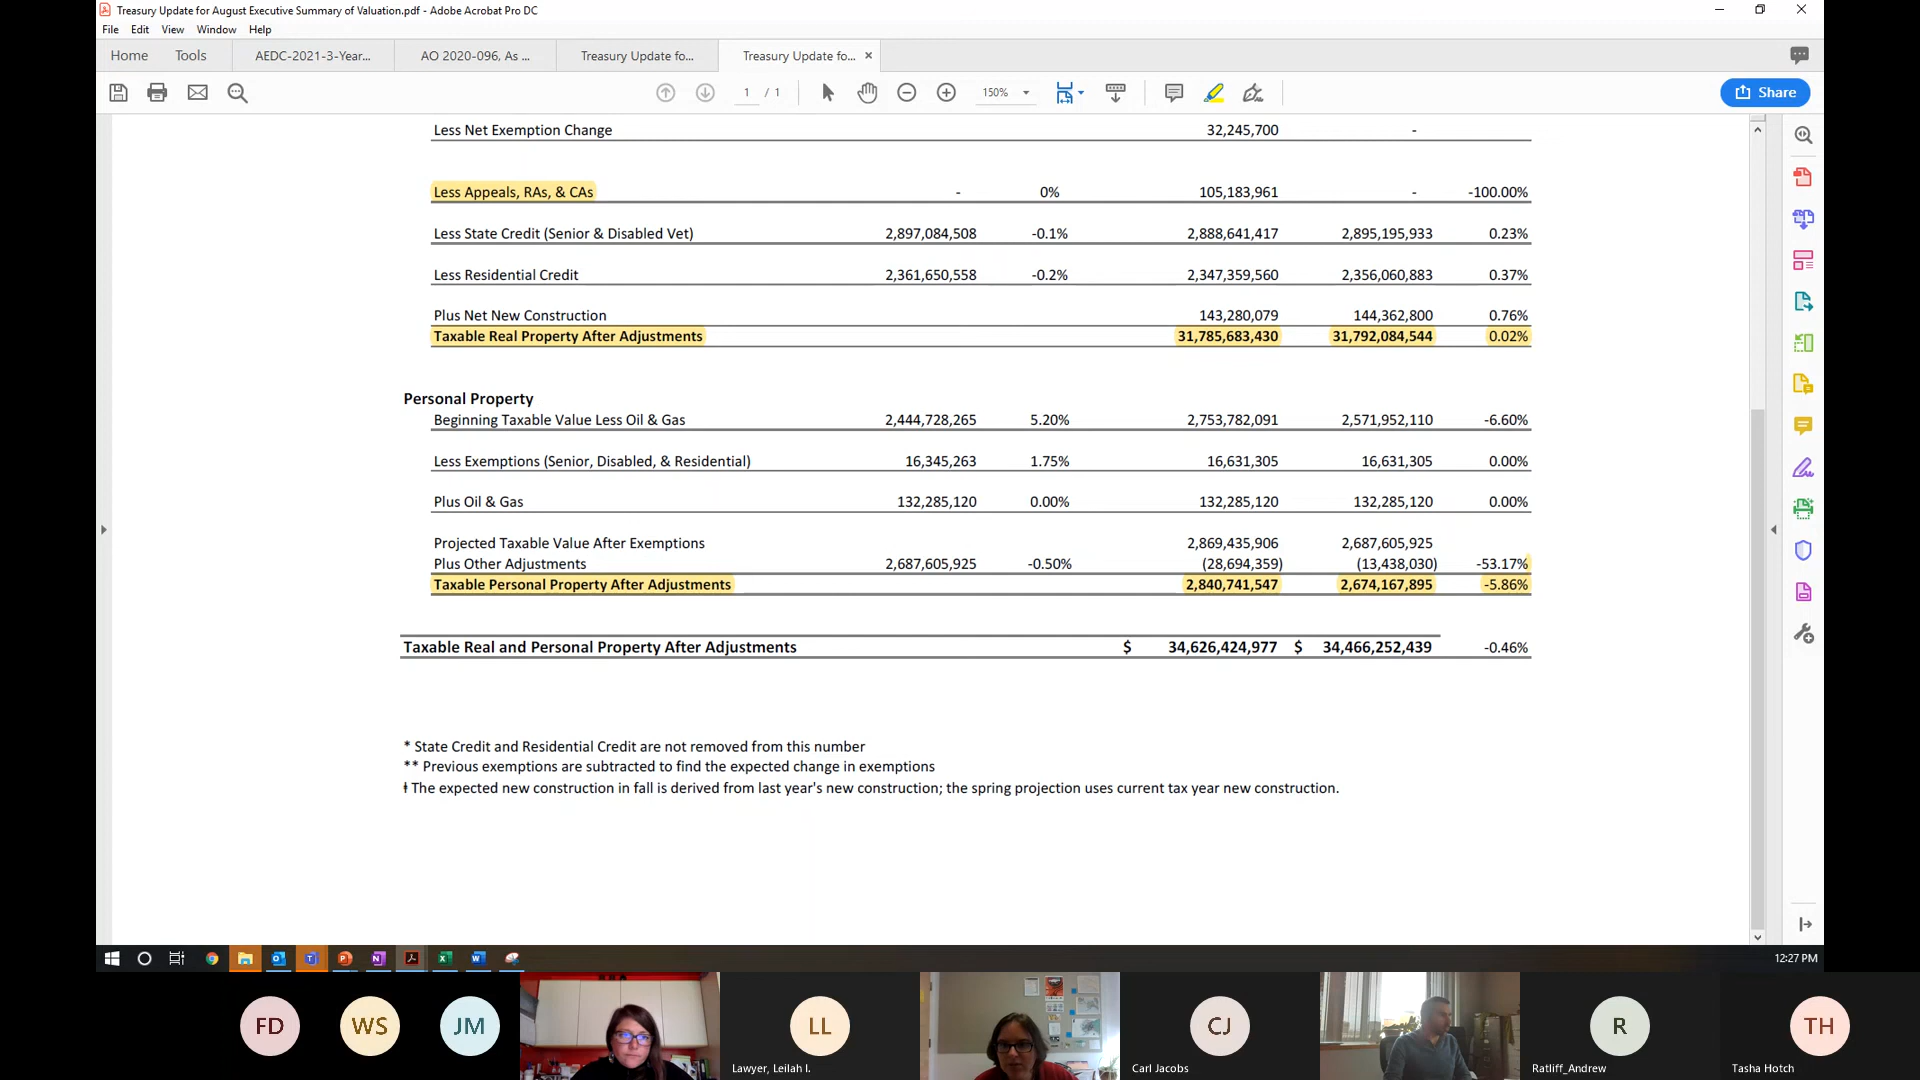 Treasury Update for August Executive Summary of Valuation.pdf - Adobe Acrobat Pro DC
File Edit View Window Help
Home Tools AEDC-2021-3-Year... AO 2020-096, As ... Treasury Update fo... Treasury Update fo... ×
1 / 1 150% Share
Less Net Exemption Change 32,245,700 -
Less Appeals, RAs, & CAs - 0% 105,183,961 - -100.00%
Less State Credit (Senior & Disabled Vet) 2,897,084,508 -0.1% 2,888,641,417 2,895,195,933 0.23%
Less Residential Credit 2,361,650,558 -0.2% 2,347,359,560 2,356,060,883 0.37%
Plus Net New Construction 143,280,079 144,362,800 0.76%
Taxable Real Property After Adjustments 31,785,683,430 31,792,084,544 0.02%
Personal Property
Beginning Taxable Value Less Oil & Gas 2,444,728,265 5.20% 2,753,782,091 2,571,952,110 -6.60%
Less Exemptions (Senior, Disabled, & Residential) 16,345,263 1.75% 16,631,305 16,631,305 0.00%
Plus Oil & Gas 132,285,120 0.00% 132,285,120 132,285,120 0.00%
Projected Taxable Value After Exemptions 2,869,435,906 2,687,605,925
Plus Other Adjustments 2,687,605,925 -0.50% (28,694,359) (13,438,030) -53.17%
Taxable Personal Property After Adjustments 2,840,741,547 2,674,167,895 -5.86%
Taxable Real and Personal Property After Adjustments $ 34,626,424,977 $ 34,466,252,439 -0.46%
* State Credit and Residential Credit are not removed from this number
** Previous exemptions are subtracted to find the expected change in exemptions
ƚ The expected new construction in fall is derived from last year's new construction; the spring projection uses current tax year new construction.
12:27 PM
FD WS JM LL CJ R TH
Lawyer, Leilah I. Carl Jacobs Ratliff_Andrew Tasha Hotch